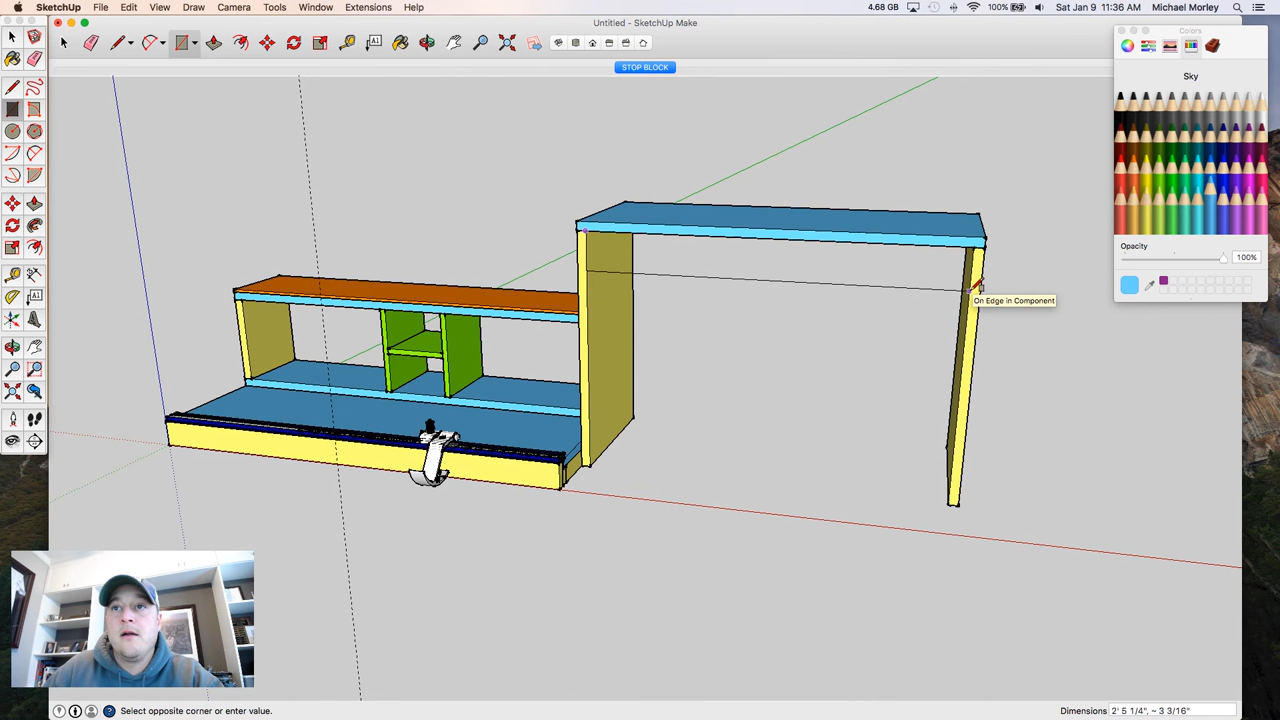 SketchUp File Edit View Draw Camera Tools Window Extensions Help 4.68 GB 100% Sat Jan 9 11:36 AM Michael Morley
Untitled - SketchUp Make
Colors
STOP BLOCK
Sky
Opacity
100%
On Edge in Component
Select opposite corner or enter value.
Dimensions 2' 5 1/4", ~ 3 3/16"